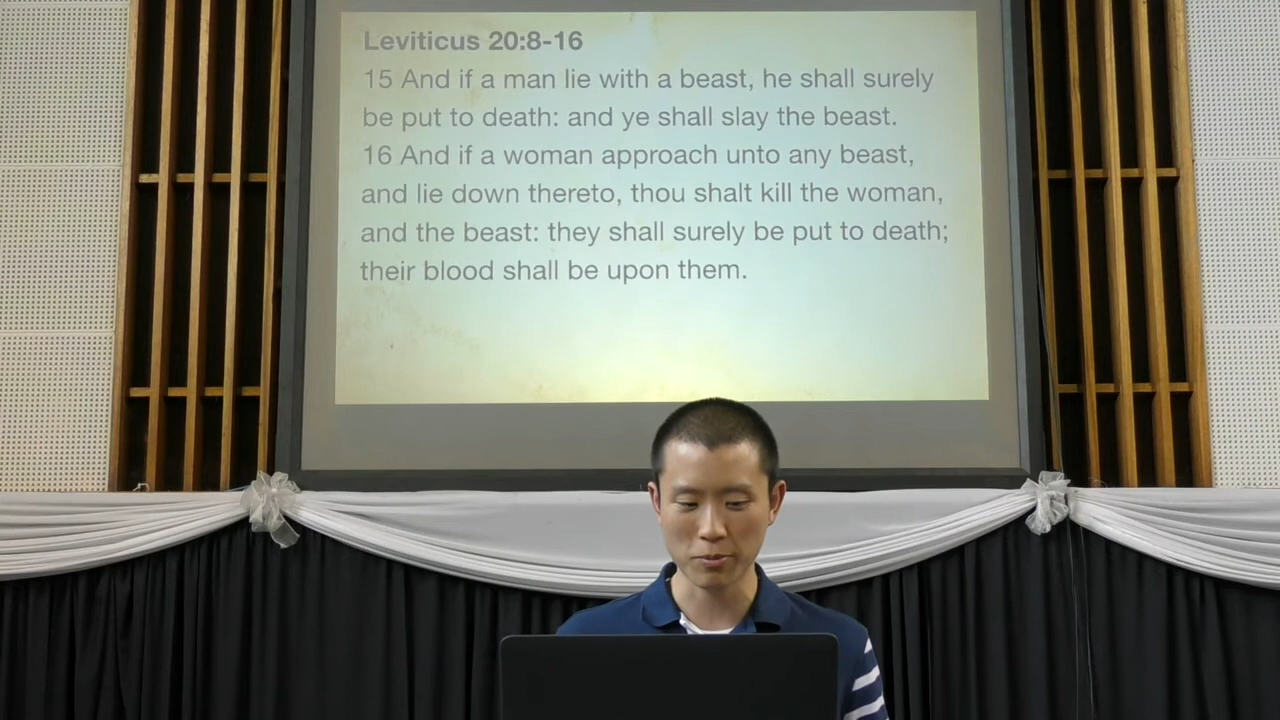 Leviticus 20:8-16
15 And if a man lie with a beast, he shall surely
be put to death: and ye shall slay the beast.
16 And if a woman approach unto any beast,
and lie down thereto, thou shalt kill the woman,
and the beast: they shall surely be put to death;
their blood shall be upon them.